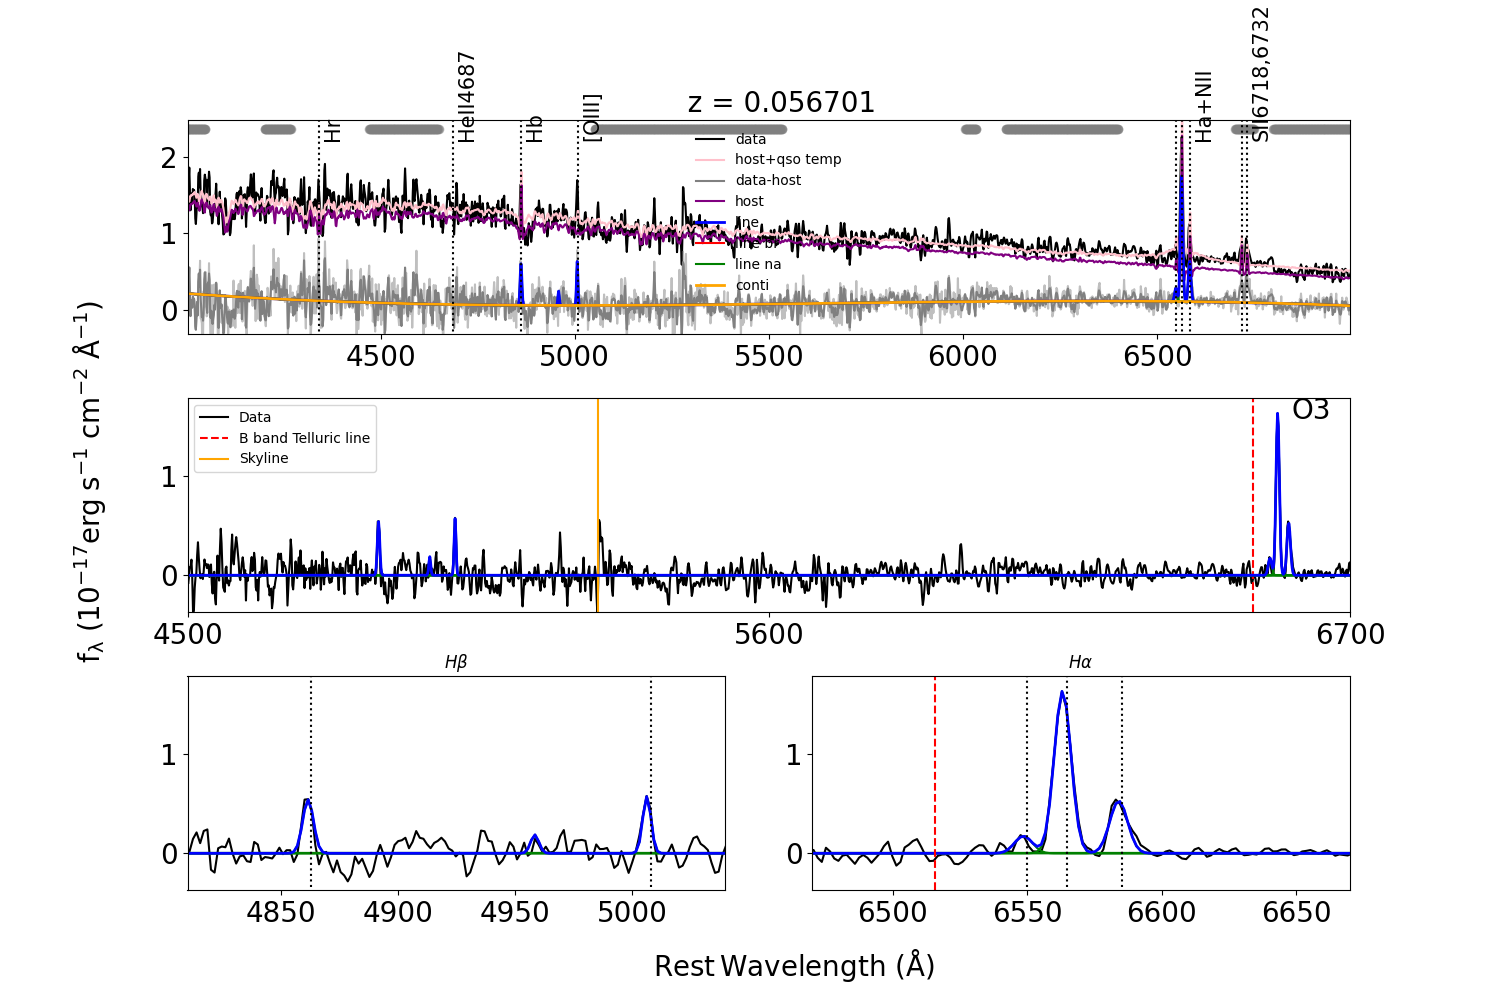 z = 0.056701
Hr
HeII4687
Hb
[OIII]
Ha+NII
SII6718,6732
data
host+qso temp
data-host
host
line
line br
line na
conti
2
1
0
4500 5000 5500 6000 6500
fλ (10−17erg s−1 cm−2 Å−1)
Data
B band Telluric line
Skyline
O3
1
0
4500 5600 6700
Hβ
Hα
1
0
4850 4900 4950 5000
1
0
6500 6550 6600 6650
Rest Wavelength (Å)